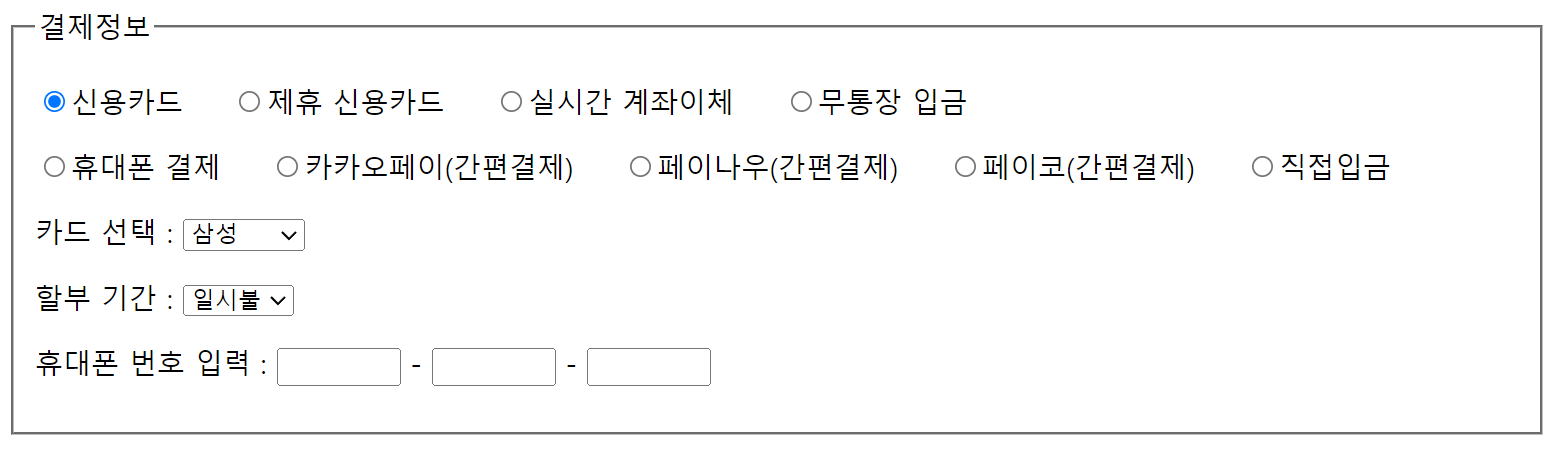 결제정보
신용카드 제휴 신용카드 실시간 계좌이체 무통장 입금
휴대폰 결제 카카오페이(간편결제) 페이나우(간편결제) 페이코(간편결제) 직접입금
카드 선택 : 삼성
할부 기간 : 일시불
휴대폰 번호 입력 : - -